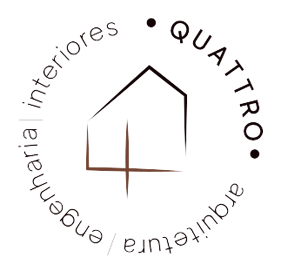 • QUATTRO •
arquitetura | engenharia | interiores